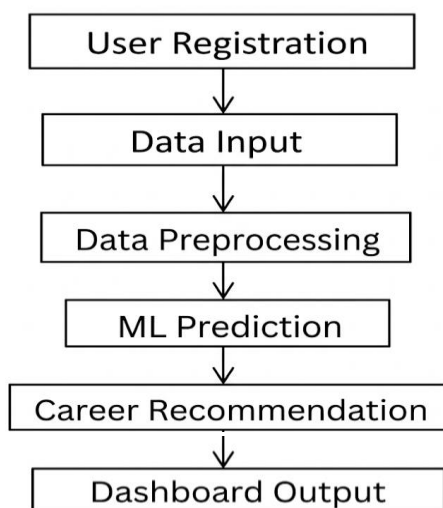 User Registration
Data Input
Data Preprocessing
ML Prediction
Career Recommendation
Dashboard Output